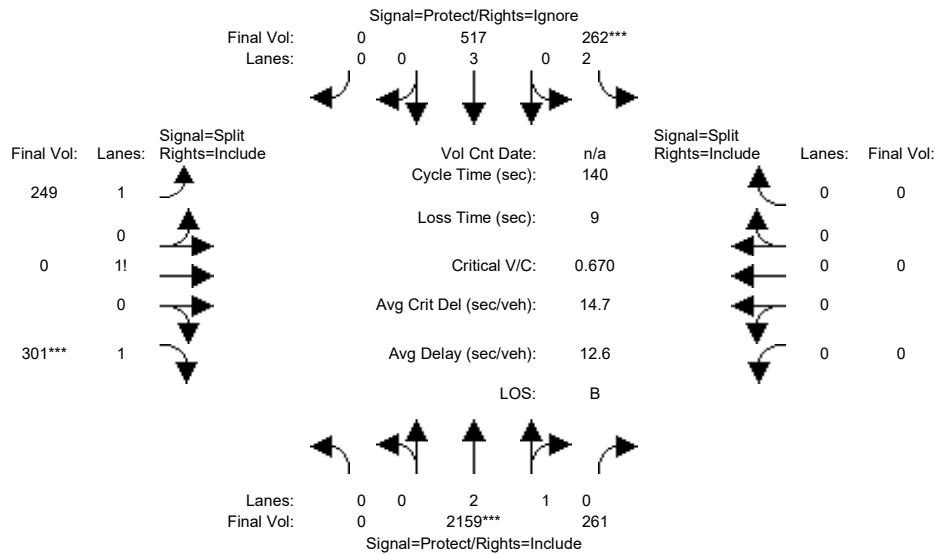 Signal=Protect/Rights=Ignore
Final Vol: 0 517 262***
Lanes: 0 0 3 0 2
Signal=Split
Final Vol: Lanes: Rights=Include
249 1
0
0 1!
0
301*** 1
Vol Cnt Date: n/a
Cycle Time (sec): 140
Loss Time (sec): 9
Critical V/C: 0.670
Avg Crit Del (sec/veh): 14.7
Avg Delay (sec/veh): 12.6
LOS: B
Signal=Split
Rights=Include Lanes: Final Vol:
0 0
0
0 0
0
0 0
Lanes: 0 0 2 1 0
Final Vol: 0 2159*** 261
Signal=Protect/Rights=Include